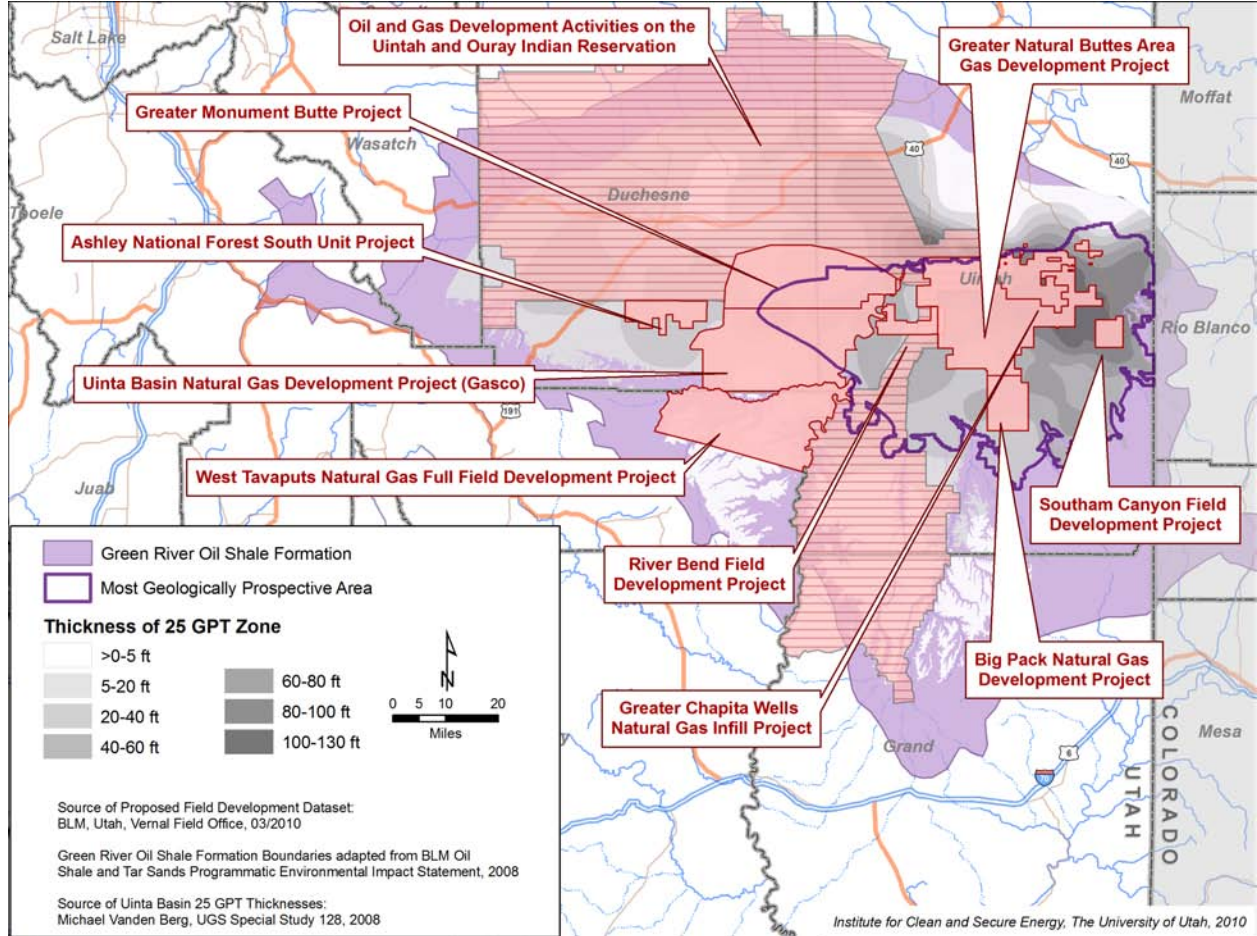 Oil and Gas Development Activities on the
Uintah and Ouray Indian Reservation
Greater Natural Buttes Area
Gas Development Project
Greater Monument Butte Project
Ashley National Forest South Unit Project
Uinta Basin Natural Gas Development Project (Gasco)
West Tavaputs Natural Gas Full Field Development Project
Southam Canyon Field
Development Project
River Bend Field
Development Project
Big Pack Natural Gas
Development Project
Greater Chapita Wells
Natural Gas Infill Project
Salt Lake
Wasatch
Duchesne
Moffat
Rio Blanco
Juab
Grand
Mesa
40
40
191
6
70
UTAH
COLORADO
Green River Oil Shale Formation
Most Geologically Prospective Area
Thickness of 25 GPT Zone
>0-5 ft
5-20 ft
20-40 ft
40-60 ft
60-80 ft
80-100 ft
100-130 ft
N
0 5 10 20
Miles
Source of Proposed Field Development Dataset:
BLM, Utah, Vernal Field Office, 03/2010
Green River Oil Shale Formation Boundaries adapted from BLM Oil
Shale and Tar Sands Programmatic Environmental Impact Statement, 2008
Source of Uinta Basin 25 GPT Thicknesses:
Michael Vanden Berg, UGS Special Study 128, 2008
Institute for Clean and Secure Energy, The University of Utah, 2010